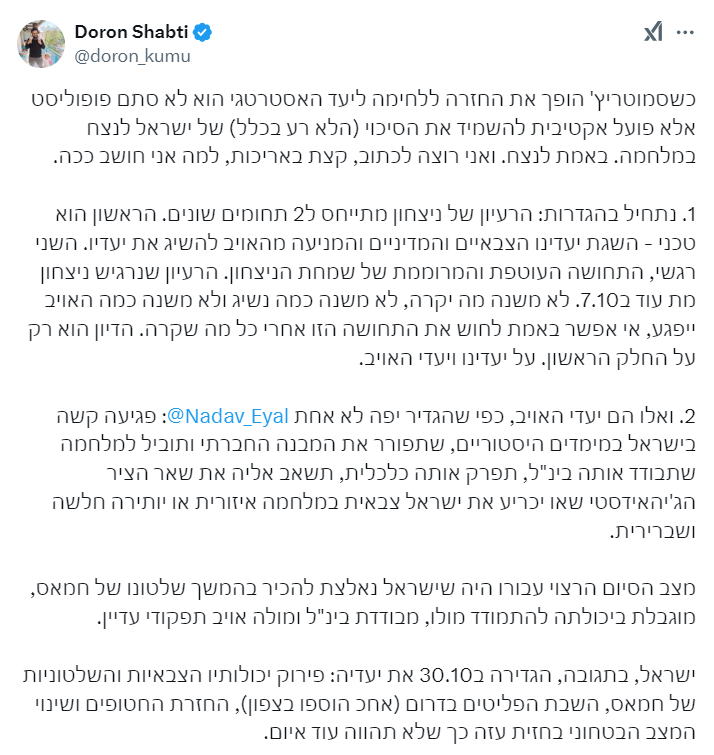 Doron Shabti
@doron_kumu
כשסמוטריץ' הופך את החזרה ללחימה ליעד האסטרטגי הוא לא סתם פופוליסט
אלא פועל אקטיבית להשמיד את הסיכוי (הלא רע בכלל) של ישראל לנצח
במלחמה. באמת לנצח. ואני רוצה לכתוב, קצת באריכות, למה אני חושב ככה.
1. נתחיל בהגדרות: הרעיון של ניצחון מתייחס ל2 תחומים שונים. הראשון הוא
טכני - השגת יעדינו הצבאיים והמדיניים והמניעה מהאויב להשיג את יעדיו. השני
רגשי, התחושה העוטפת והמרוממת של שמחת הניצחון. הרעיון שנרגיש ניצחון
מת עוד ב7.10. לא משנה מה יקרה, לא משנה כמה נשיג ולא משנה כמה האויב
ייפגע, אי אפשר באמת לחוש את התחושה הזו אחרי כל מה שקרה. הדיון הוא רק
על החלק הראשון. על יעדינו ויעדי האויב.
2. ואלו הם יעדי האויב, כפי שהגדיר יפה לא אחת @Nadav_Eyal: פגיעה קשה
בישראל במימדים היסטוריים, שתפורר את המבנה החברתי ותוביל למלחמה
שתבודד אותה בינ"ל, תפרק אותה כלכלית, תשאב אליה את שאר הציר
הג'יהאידסטי שאו יכריע את ישראל צבאית במלחמה איזורית או יותירה חלשה
ושברירית.
מצב הסיום הרצוי עבורו היה שישראל נאלצת להכיר בהמשך שלטונו של חמאס,
מוגבלת ביכולתה להתמודד מולו, מבודדת בינ"ל ומולה אויב תפקודי עדיין.
ישראל, בתגובה, הגדירה ב30.10 את יעדיה: פירוק יכולותיו הצבאיות והשלטוניות
של חמאס, השבת הפליטים בדרום (אחכ הוספו בצפון), החזרת החטופים ושינוי
המצב הבטחוני בחזית עזה כך שלא תהווה עוד איום.